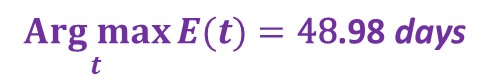 Arg max E(t) = 48.98 days
t